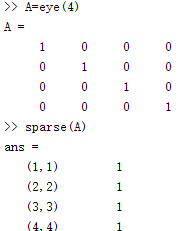 >> A=eye(4)
A =
1 0 0 0
0 1 0 0
0 0 1 0
0 0 0 1
>> sparse(A)
ans =
(1,1) 1
(2,2) 1
(3,3) 1
(4,4) 1